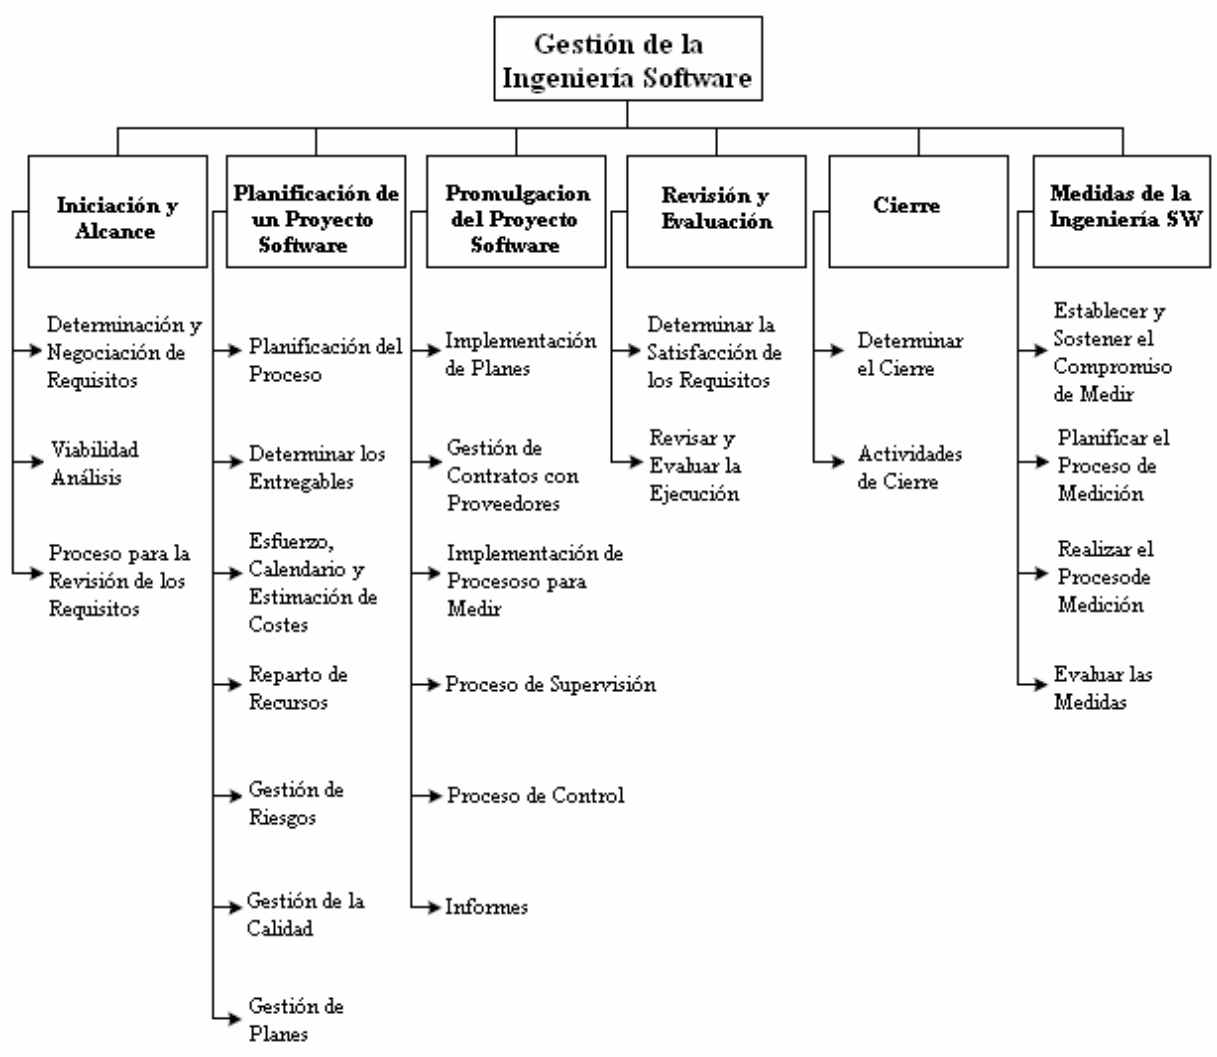 Gestión de la
Ingeniería Software
Iniciación y
Alcance
Determinación y
Negociación de
Requisitos
Viabilidad
Análisis
Proceso para la
Revisión de los
Requisitos
Planificación de
un Proyecto
Software
Planificación del
Proceso
Determinar los
Entregables
Esfuerzo,
Calendario y
Estimación de
Costes
Reparto de
Recursos
Gestión de
Riesgos
Gestión de la
Calidad
Gestión de
Planes
Promulgacion
del Proyecto
Software
Implementación
de Planes
Gestión de
Contratos con
Proveedores
Implementación de
Procesoso para
Medir
Proceso de Supervisión
Proceso de Control
Informes
Revisión y
Evaluación
Determinar la
Satisfacción de
los Requisitos
Revisar y
Evaluar la
Ejecución
Cierre
Determinar
el Cierre
Actividades
de Cierre
Medidas de la
Ingeniería SW
Establecer y
Sostener el
Compromiso
de Medir
Planificar el
Proceso de
Medición
Realizar el
Procesode
Medición
Evaluar las
Medidas